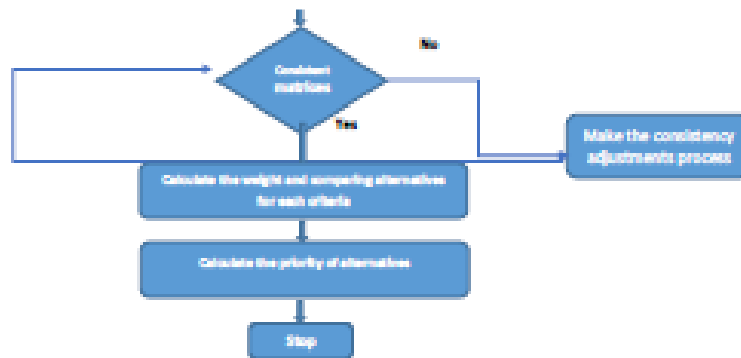 No
Consistent
matrices
Yes
Make the consistency
adjustments process
Calculate the weight and comparing alternatives
for each criteria
Calculate the priority of alternatives
Stop